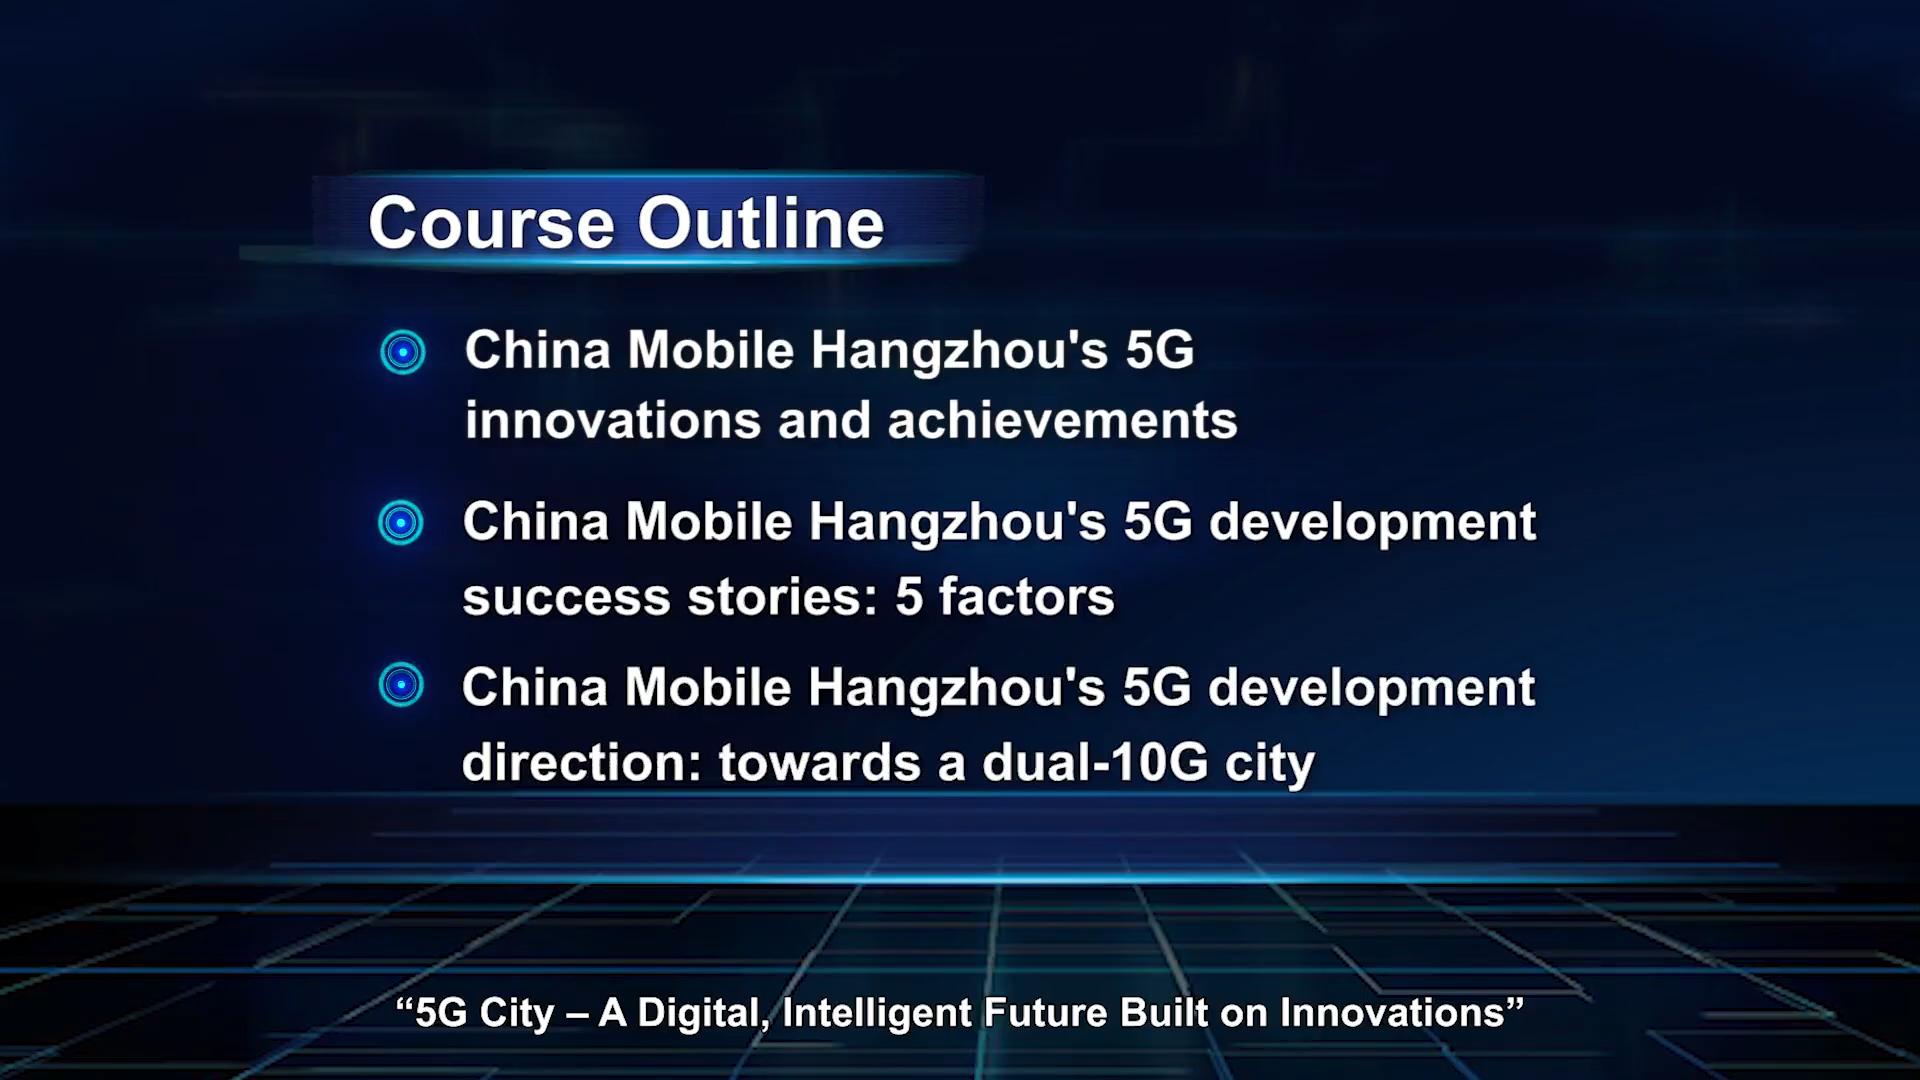 Course Outline
China Mobile Hangzhou's 5G
innovations and achievements
China Mobile Hangzhou's 5G development
success stories: 5 factors
China Mobile Hangzhou's 5G development
direction: towards a dual-10G city
“5G City – A Digital, Intelligent Future Built on Innovations”